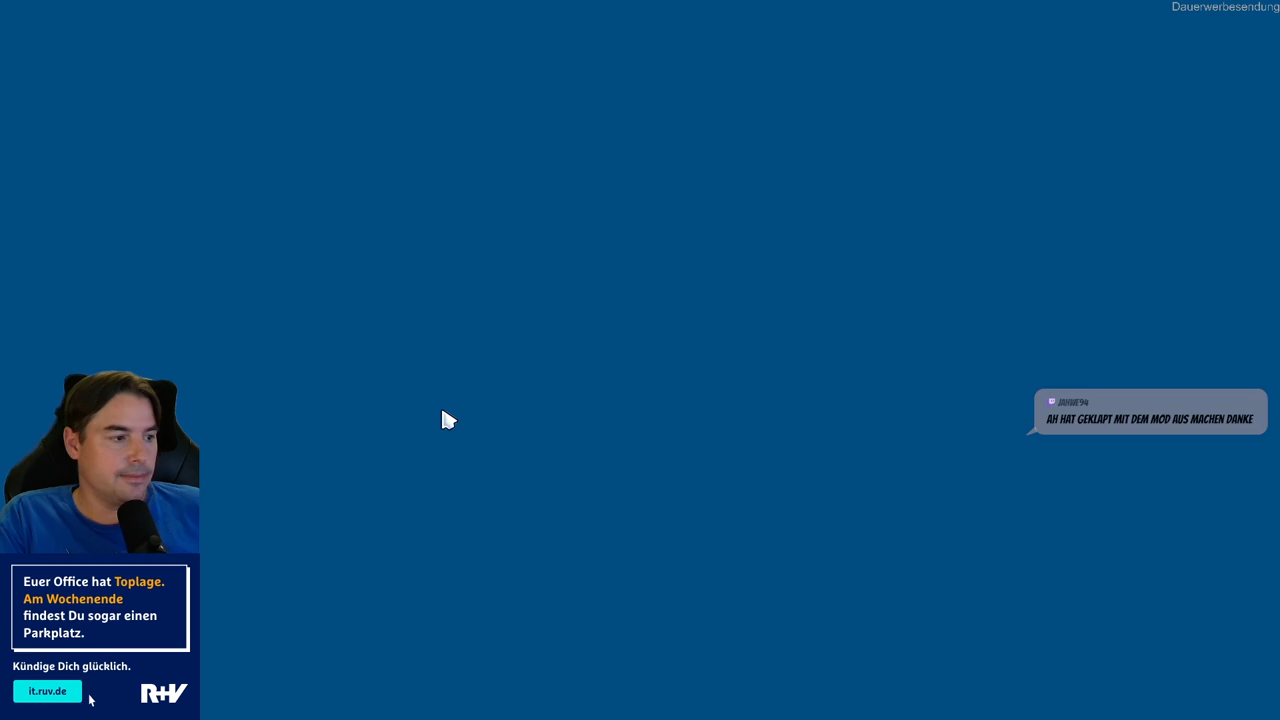 Dauerwerbesendung
JAHWE94
AH HAT GEKLAPT MIT DEM MOD AUS MACHEN DANKE
Euer Office hat Toplage.
Am Wochenende
findest Du sogar einen
Parkplatz.
Kündige Dich glücklich.
it.ruv.de
R+V